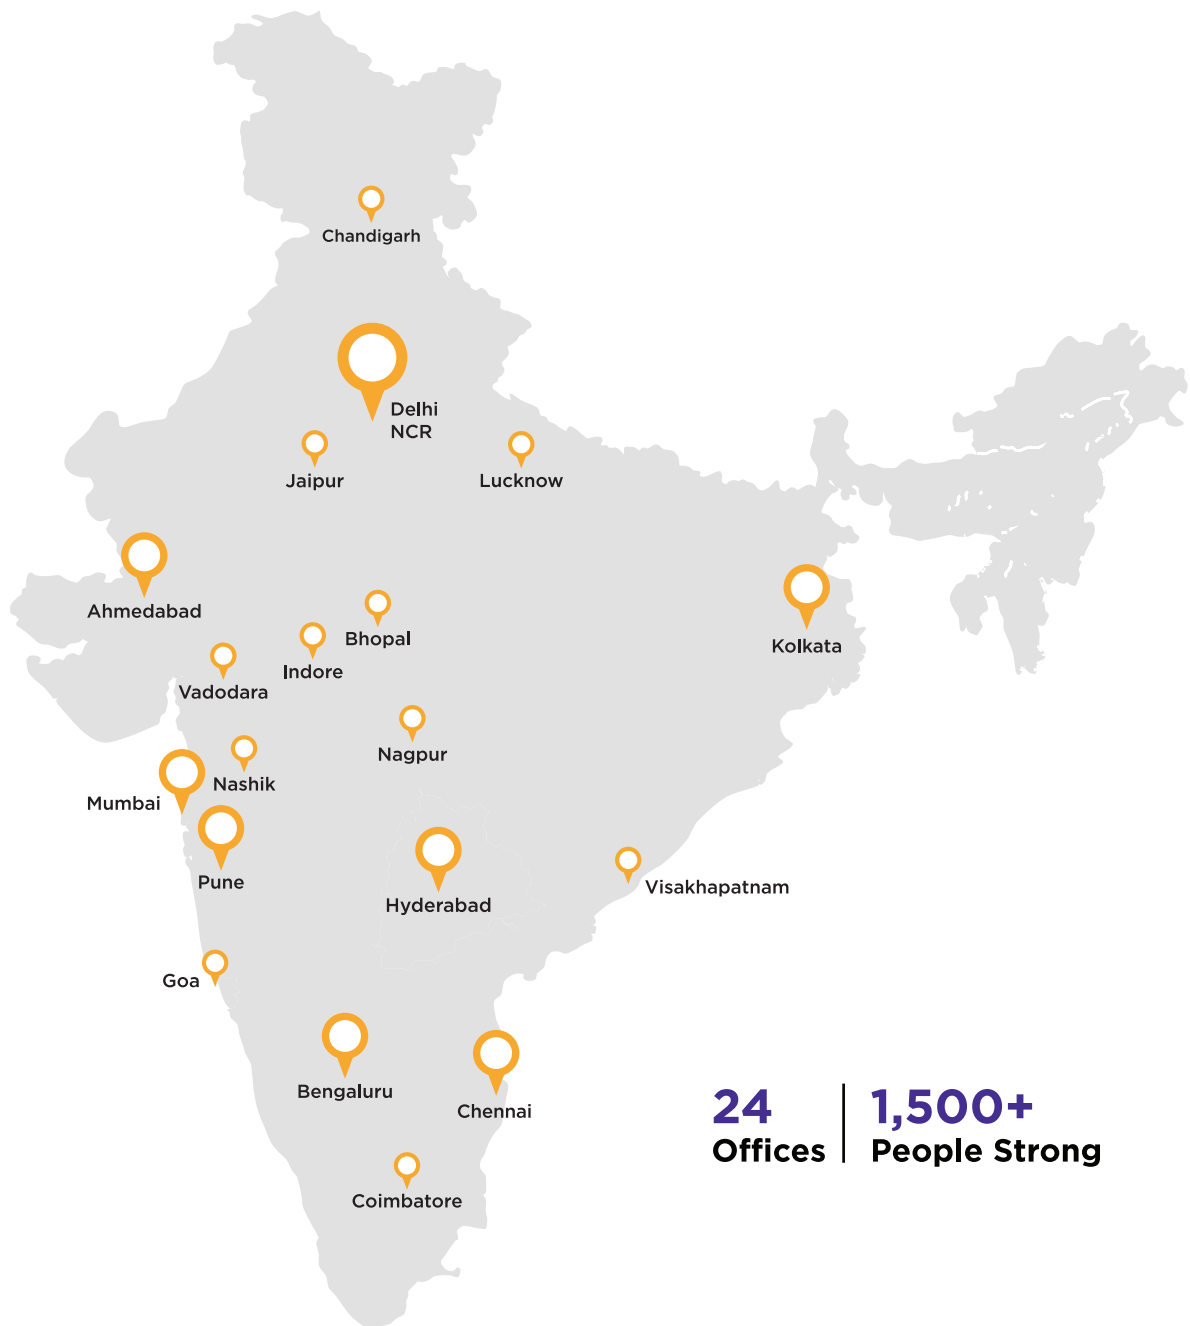 Chandigarh
Delhi
NCR
Jaipur
Lucknow
Ahmedabad
Bhopal
Kolkata
Indore
Vadodara
Nagpur
Nashik
Mumbai
Pune
Visakhapatnam
Hyderabad
Goa
Bengaluru
Chennai
24
Offices
1,500+
People Strong
Coimbatore